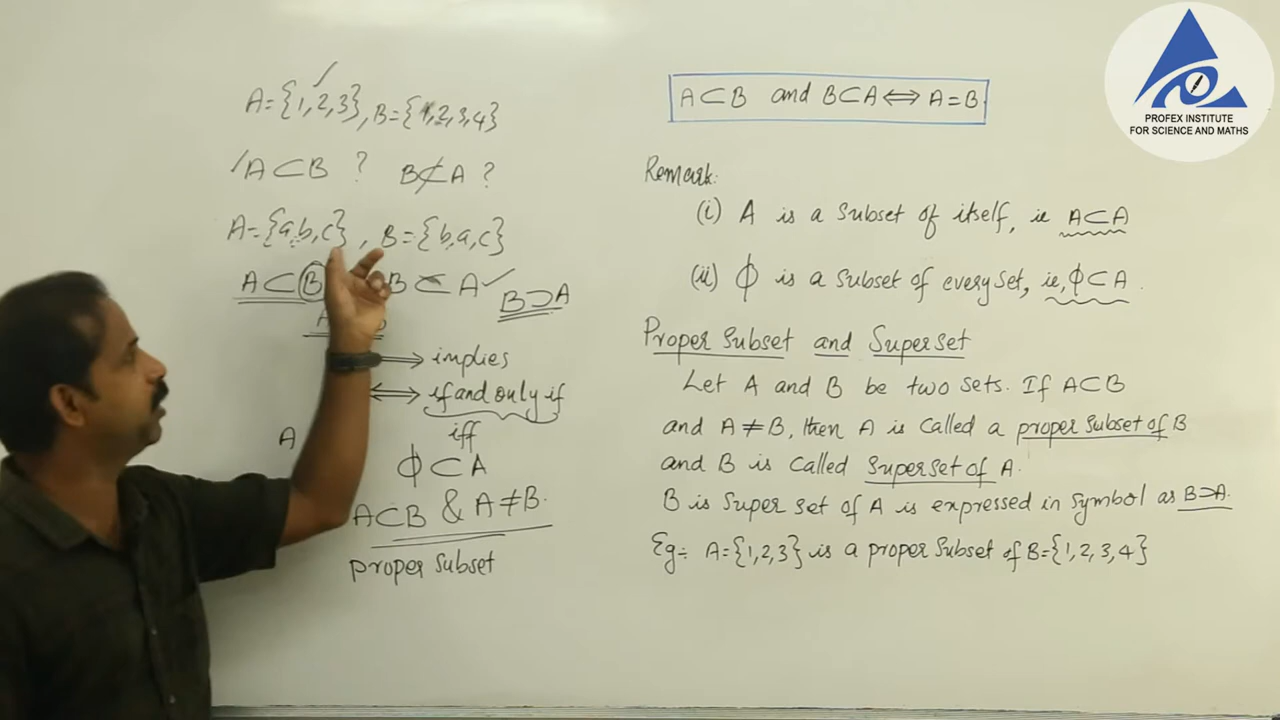 A={1,2,3}, B={1,2,3,4}
A⊂B ? B⊄A ?
A={a,b,c}, B={b,a,c}
A⊂B B⊂A B⊃A
⟹ implies
⟺ if and only if
iff
A
ϕ⊂A
A⊂B & A≠B.
proper subset
A⊂B and B⊂A ⟺ A=B.
Remark:
(i) A is a subset of itself, ie A⊂A
(ii) ϕ is a subset of every set, ie, ϕ⊂A.
Proper subset and Superset
Let A and B be two sets. If A⊂B
and A≠B, then A is called a proper subset of B
and B is called superset of A.
B is super set of A is expressed in symbol as B⊃A.
Eg:- A={1,2,3} is a proper subset of B={1,2,3,4}
PROFEX INSTITUTE
FOR SCIENCE AND MATHS